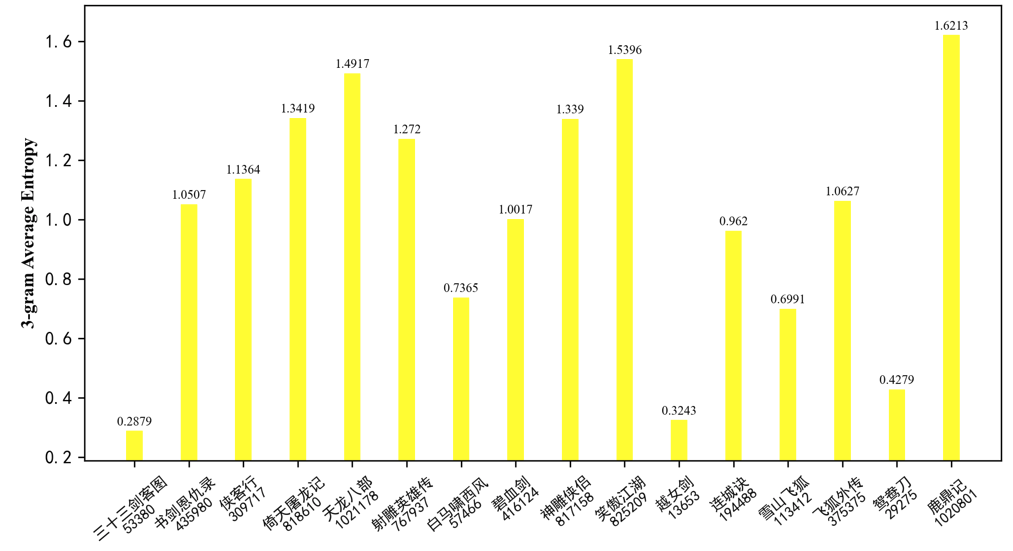 1.6213
1.6
1.5396
1.4917
1.4
1.3419
1.339
1.272
1.2
1.1364
1.0507
1.0627
1.0
1.0017
0.962
0.8
0.7365
0.6991
0.6
0.4
0.4279
0.2879
0.3243
0.2
3-gram Average Entropy
三十三剑客图
53380
书剑恩仇录
435980
侠客行
309717
倚天屠龙记
818610
天龙八部
1021178
射雕英雄传
767937
白马啸西风
57466
碧血剑
416124
神雕侠侣
817158
笑傲江湖
825209
越女剑
13653
连城诀
194488
雪山飞狐
113412
飞狐外传
375375
鸳鸯刀
29275
鹿鼎记
1020801